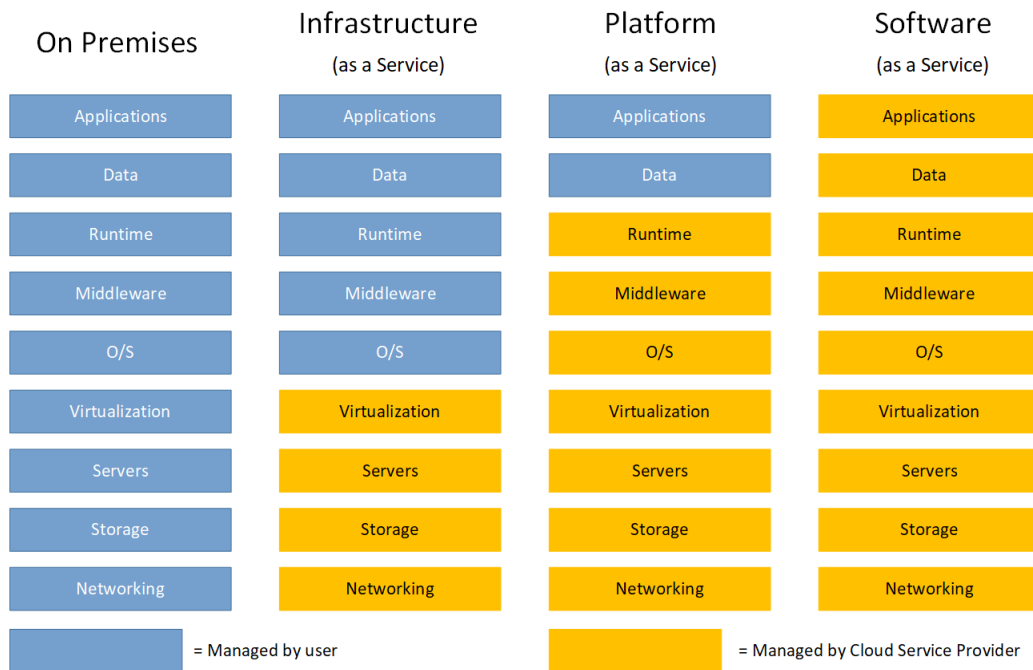 On Premises
Infrastructure
(as a Service)
Platform
(as a Service)
Software
(as a Service)
Applications
Applications
Applications
Applications
Data
Data
Data
Data
Runtime
Runtime
Runtime
Runtime
Middleware
Middleware
Middleware
Middleware
O/S
O/S
O/S
O/S
Virtualization
Virtualization
Virtualization
Virtualization
Servers
Servers
Servers
Servers
Storage
Storage
Storage
Storage
Networking
Networking
Networking
Networking
= Managed by user
= Managed by Cloud Service Provider